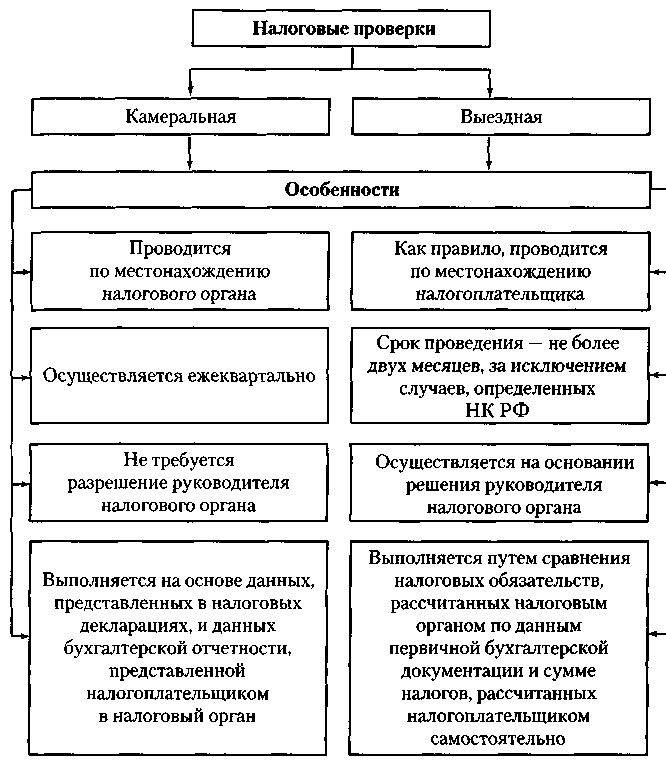 Налоговые проверки
Камеральная
Выездная
Особенности
Проводится
по местонахождению
налогового органа
Как правило, проводится
по местонахождению
налогоплательщика
Осуществляется ежеквартально
Срок проведения — не более
двух месяцев, за исключением
случаев, определенных
НК РФ
Не требуется
разрешение руководителя
налогового органа
Осуществляется на основании
решения руководителя
налогового органа
Выполняется на основе данных,
представленных в налоговых
декларациях, и данных
бухгалтерской отчетности,
представленной
налогоплательщиком
в налоговый орган
Выполняется путем сравнения
налоговых обязательств,
рассчитанных налоговым
органом по данным
первичной бухгалтерской
документации и сумме
налогов, рассчитанных
налогоплательщиком
самостоятельно